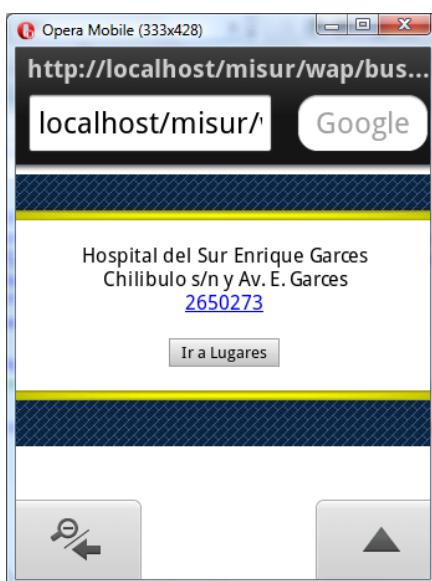 Opera Mobile (333x428)
http://localhost/misur/wap/bus...
localhost/misur/
Google
Hospital del Sur Enrique Garces
Chilibulo s/n y Av. E. Garces
2650273
Ir a Lugares